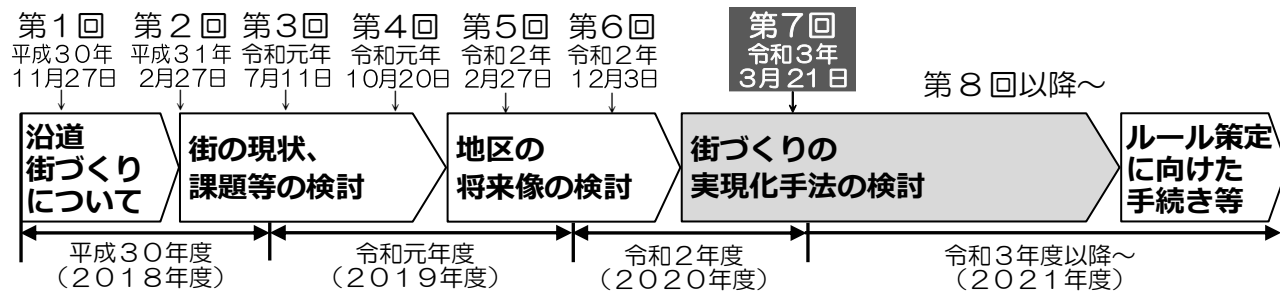 第１回
平成３０年
１１月２７日
第２回
平成３１年
２月２７日
第３回
令和元年
７月１１日
第４回
令和元年
１０月２０日
第５回
令和２年
２月２７日
第６回
令和２年
１２月３日
第７回
令和３年
３月２１日
第８回以降～
沿道
街づくり
について
街の現状、
課題等の検討
地区の
将来像の検討
街づくりの
実現化手法の検討
ルール策定
に向けた
手続き等
平成３０年度
（２０１８年度）
令和元年度
（２０１９年度）
令和２年度
（２０２０年度）
令和３年度以降～
（２０２１年度）